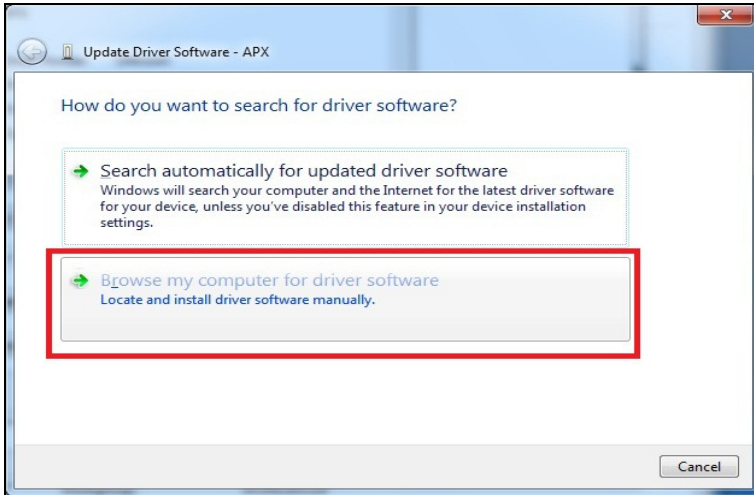 Update Driver Software - APX
How do you want to search for driver software?
Search automatically for updated driver software
Windows will search your computer and the Internet for the latest driver software
for your device, unless you've disabled this feature in your device installation
settings.
Browse my computer for driver software
Locate and install driver software manually.
Cancel